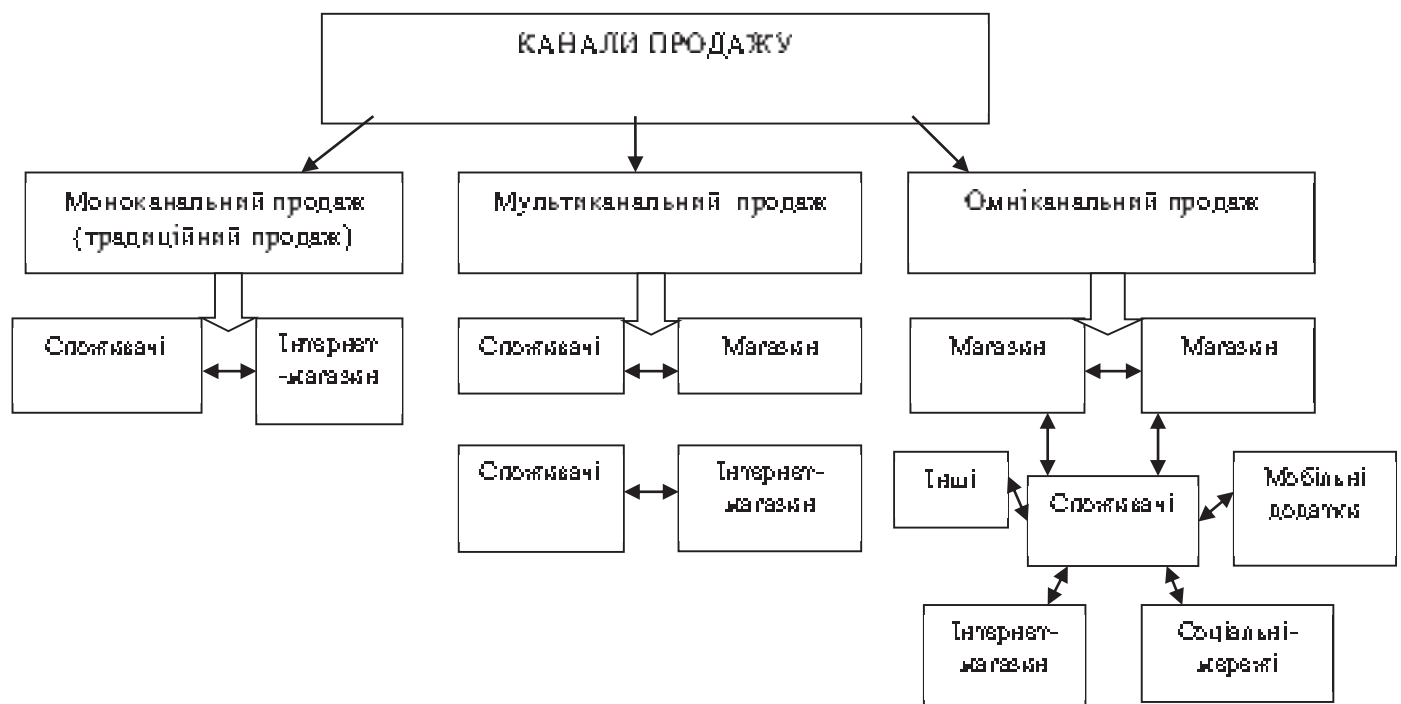 КАНАЛИ ПРОДАЖУ
Моноканальний продаж
(традиційний продаж)
Мультиканальний продаж
Омніканальний продаж
Споживачі
Інтернет
-магазин
Споживачі
Магазин
Магазин
Магазин
Споживачі
Інтернет-
магазин
Інші
Споживачі
Мобільні
додатки
Інтернет-
магазин
Соціальні-
мережі